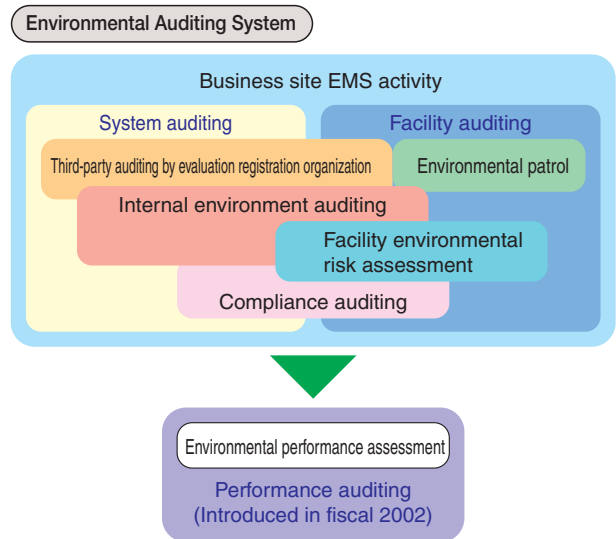 Environmental Auditing System
Business site EMS activity
System auditing
Facility auditing
Third-party auditing by evaluation registration organization
Environmental patrol
Internal environment auditing
Facility environmental
risk assessment
Compliance auditing
Environmental performance assessment
Performance auditing
(Introduced in fiscal 2002)